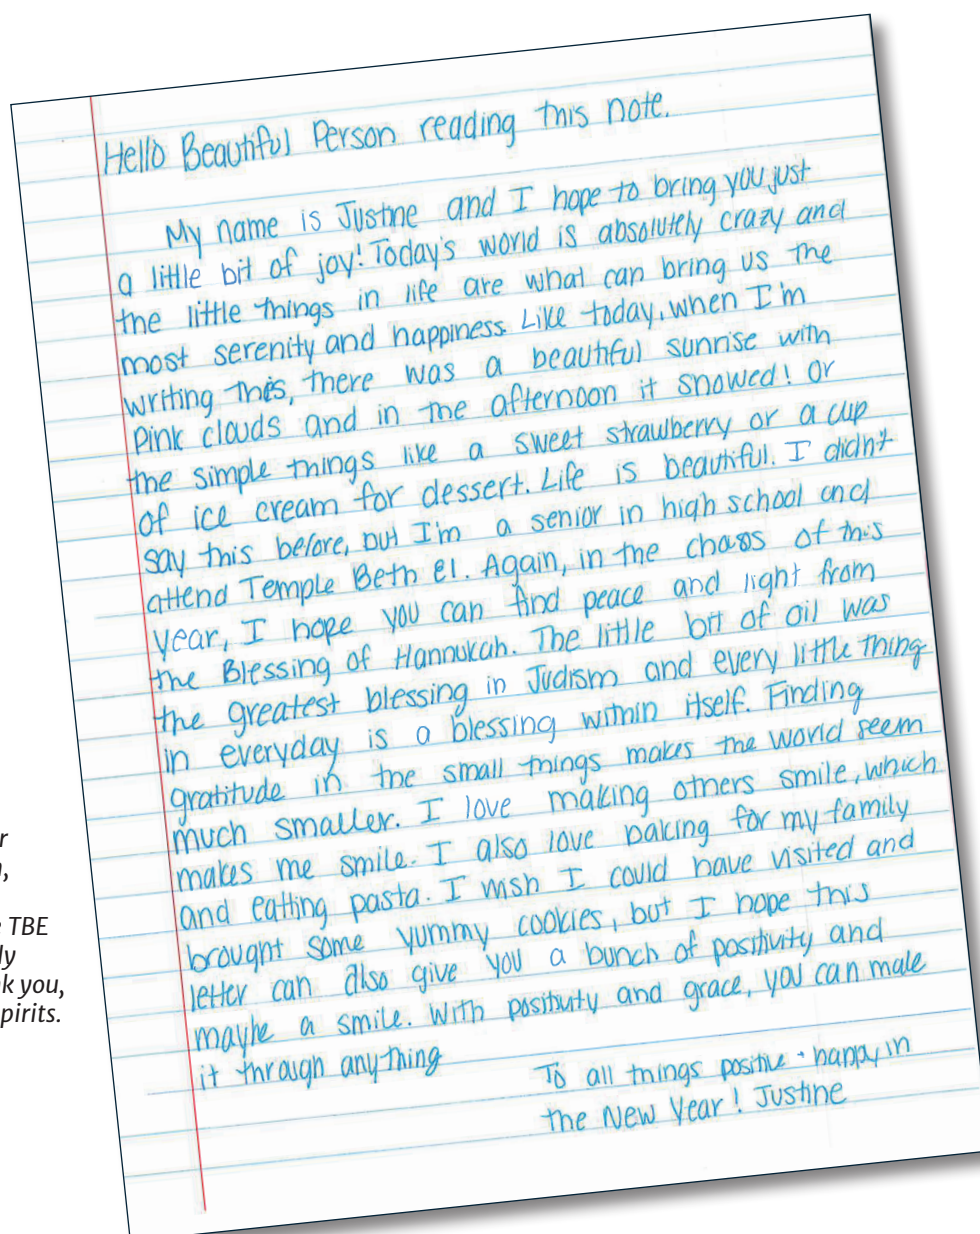 Hello Beautiful Person reading this note.
My name is Justine and I hope to bring you just
a little bit of joy! Today's world is absolutely crazy and
the little things in life are what can bring us the
most serenity and happiness. Like today, when I'm
writing this, there was a beautiful sunrise with
pink clouds and in the afternoon it snowed! Or
the simple things like a sweet strawberry or a cup
of ice cream for dessert. Life is beautiful. I didn't
say this before, but I'm a senior in high school and
attend Temple Beth El. Again, in the chaos of this
year, I hope you can find peace and light from
the Blessing of Hannukah. The little bit of oil was
the greatest blessing in Judism and every little thing
in everyday is a blessing within itself. Finding
gratitude in the small things makes the world seem
much smaller. I love making others smile, which
makes me smile. I also love baking for my family
and eatting pasta. I wish I could have visited and
brought some yummy cookies, but I hope this
letter can also give you a bunch of positivity and
maybe a smile. With positivity and grace, you can make
it through anything
To all things positive + happy in
the New Year! Justine
r
,
TBE
ly
k you,
spirits.